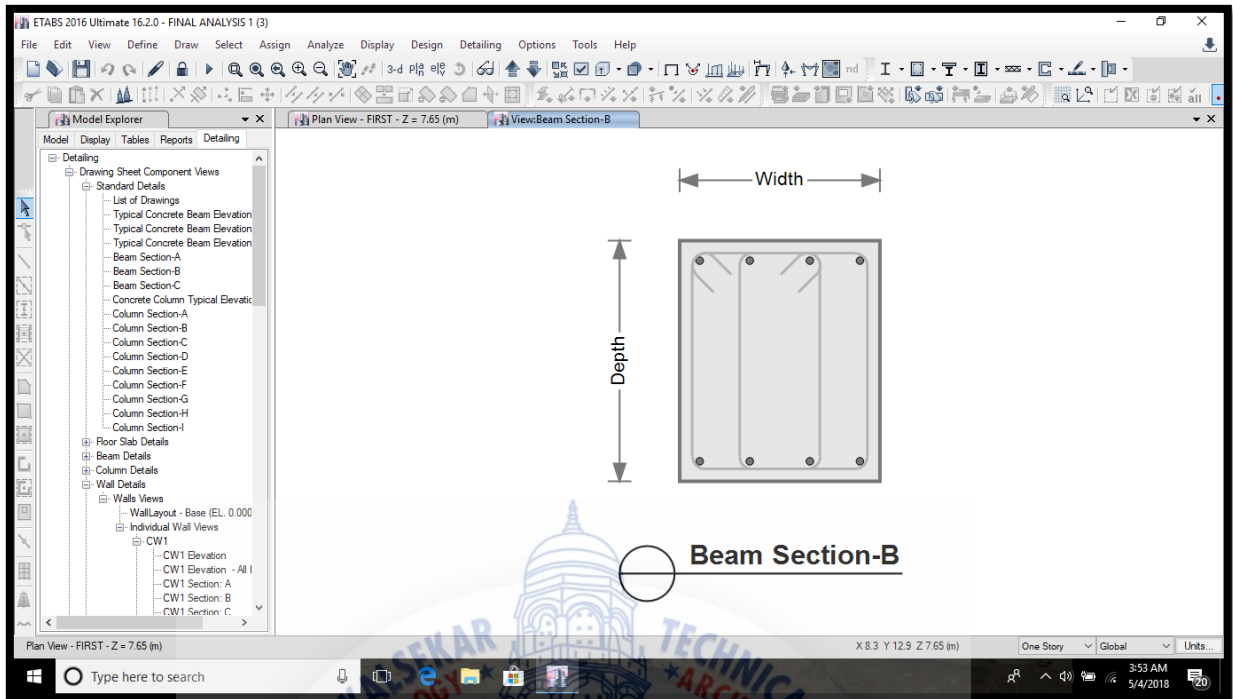 ETABS 2016 Ultimate 16.2.0 - FINAL ANALYSIS 1 (3)
File Edit View Define Draw Select Assign Analyze Display Design Detailing Options Tools Help
3-d nd
all
Model Explorer
Plan View - FIRST - Z = 7.65 (m) View:Beam Section-B
Model Display Tables Reports Detailing
Detailing
Drawing Sheet Component Views
Standard Details
List of Drawings
Typical Concrete Beam Elevation
Typical Concrete Beam Elevation
Typical Concrete Beam Elevation
Beam Section-A
Beam Section-B
Beam Section-C
Concrete Column Typical Elevatic
Column Section-A
Column Section-B
Column Section-C
Column Section-D
Column Section-E
Column Section-F
Column Section-G
Column Section-H
Column Section-I
Floor Slab Details
Beam Details
Column Details
Wall Details
Walls Views
WallLayout - Base (EL. 0.000
Individual Wall Views
CW1
CW1 Elevation
CW1 Elevation - All I
CW1 Section: A
CW1 Section: B
CW1 Section: C
Width
Depth
Beam Section-B
Plan View - FIRST - Z = 7.65 (m)
X 8.3 Y 12.9 Z 7.65 (m)
One Story Global Units...
Type here to search
3:53 AM
5/4/2018
20